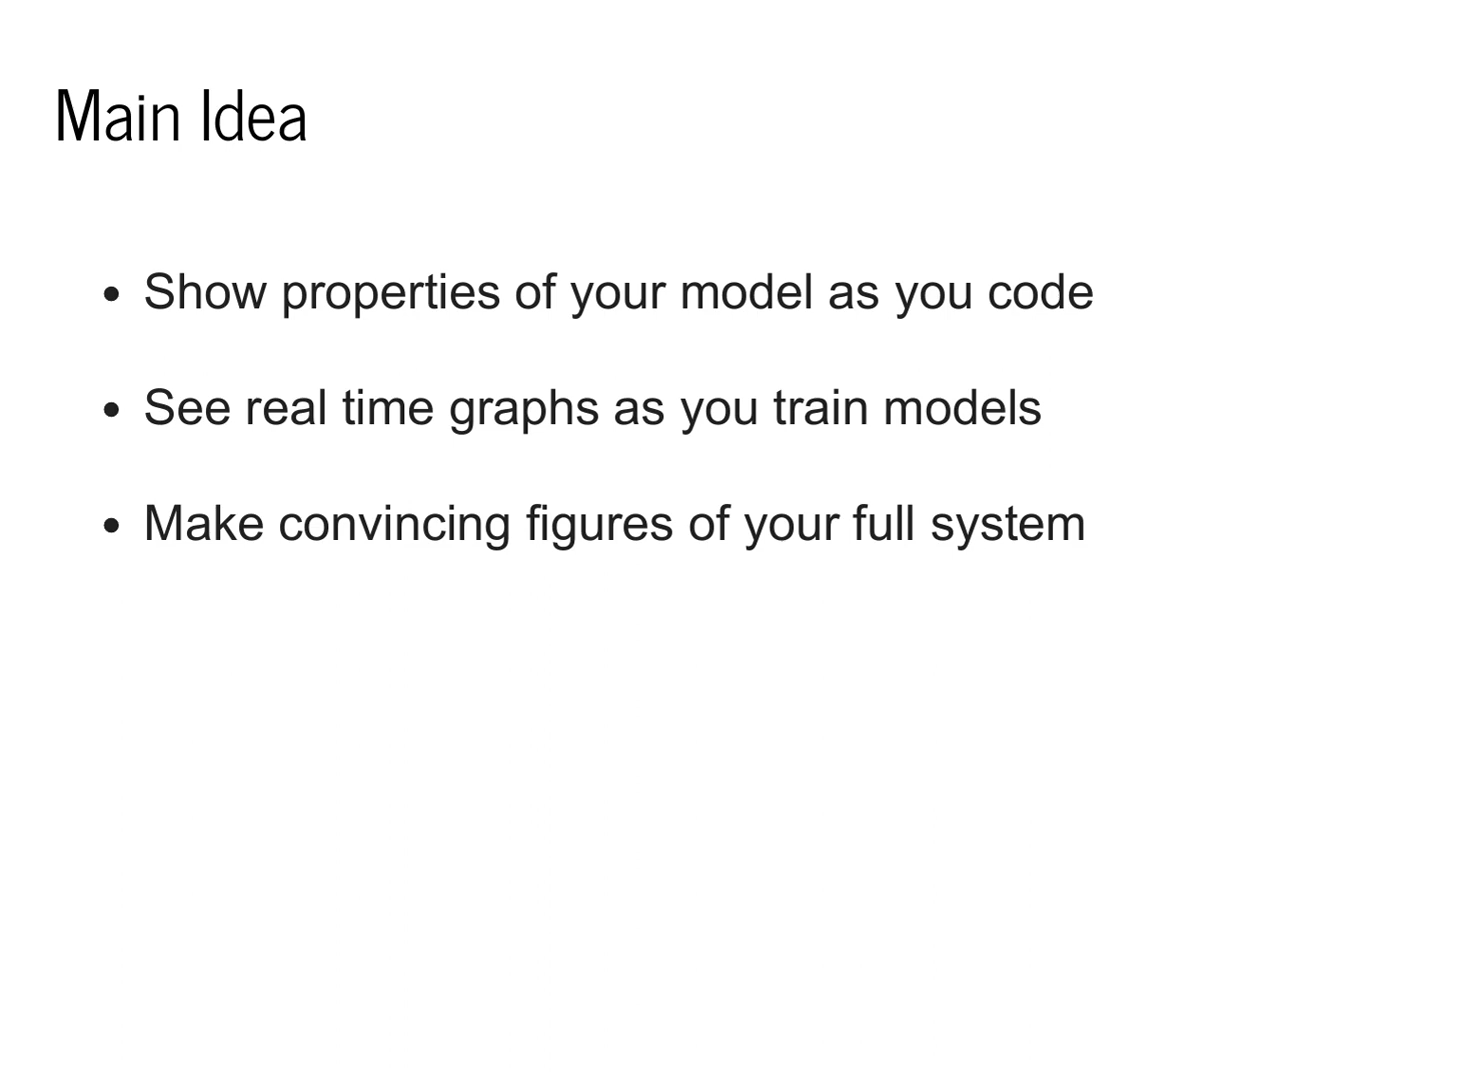 Main Idea
• Show properties of your model as you code
• See real time graphs as you train models
• Make convincing figures of your full system